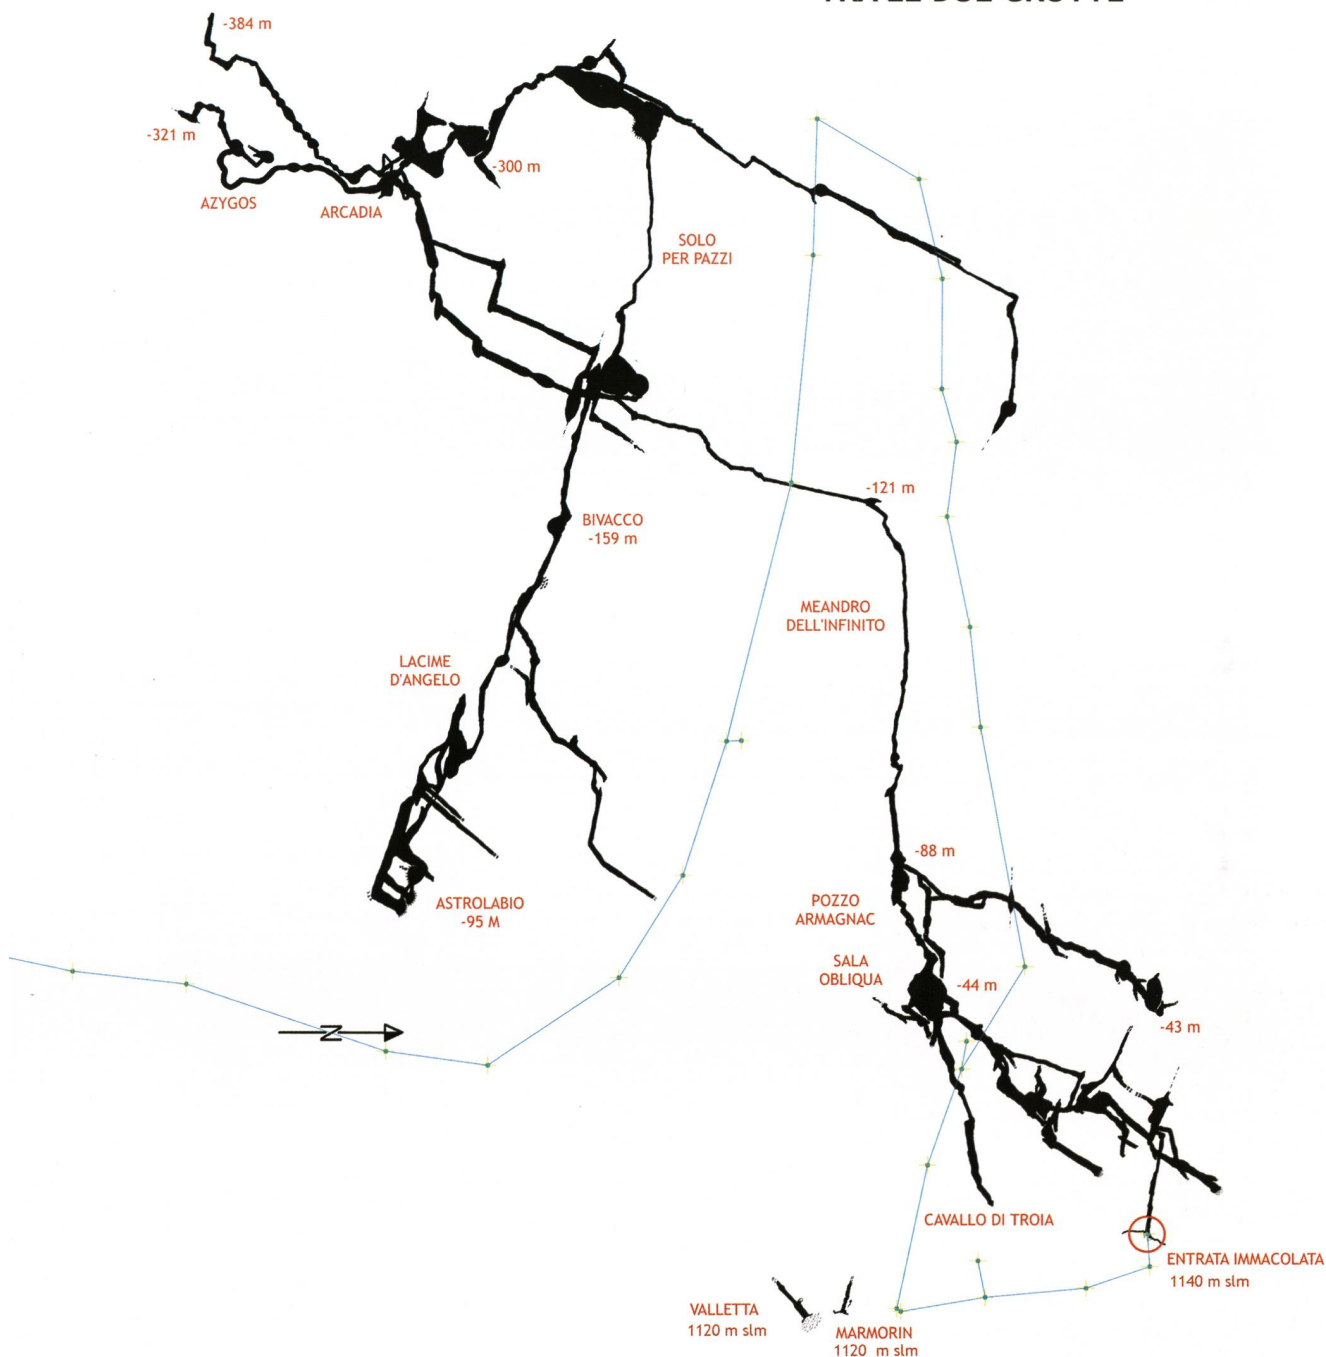 -384 m
-321 m
-300 m
AZYGOS
ARCADIA
SOLO
PER PAZZI
-121 m
BIVACCO
-159 m
MEANDRO
DELL'INFINITO
LACIME
D'ANGELO
-88 m
ASTROLABIO
-95 M
POZZO
ARMAGNAC
SALA
OBLIQUA
-44 m
-43 m
N
CAVALLO DI TROIA
ENTRATA IMMACOLATA
1140 m slm
VALLETTA
1120 m slm
MARMORIN
1120 m slm